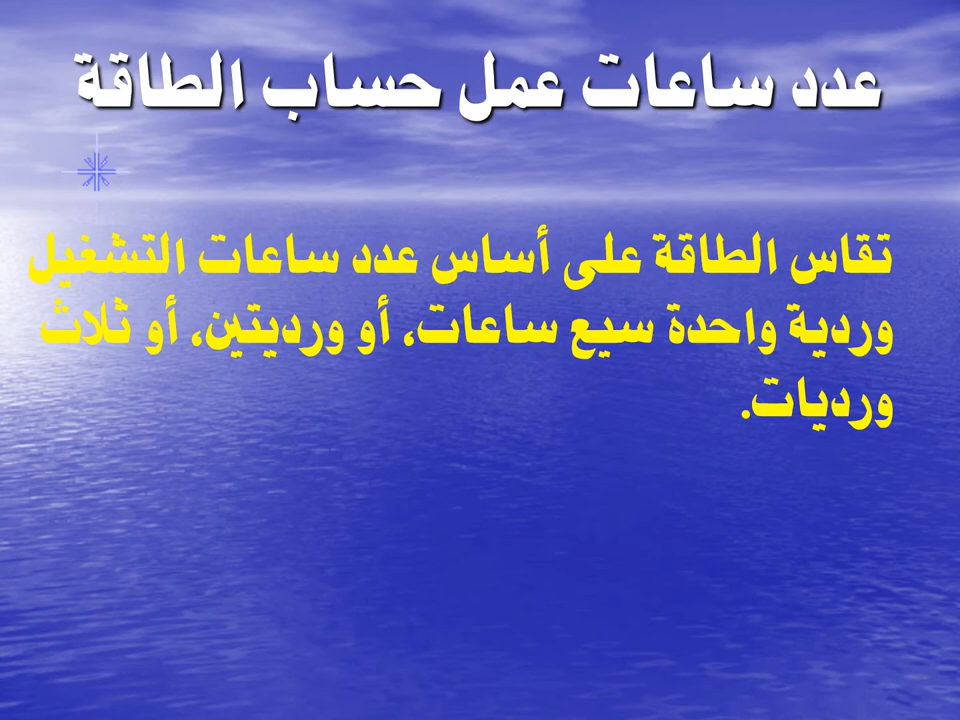 عدد ساعات عمل حساب الطاقة
تقاس الطاقة على أساس عدد ساعات التشغيل
وردية واحدة سيع ساعات، أو ورديتين، أو ثلاث
ورديات.